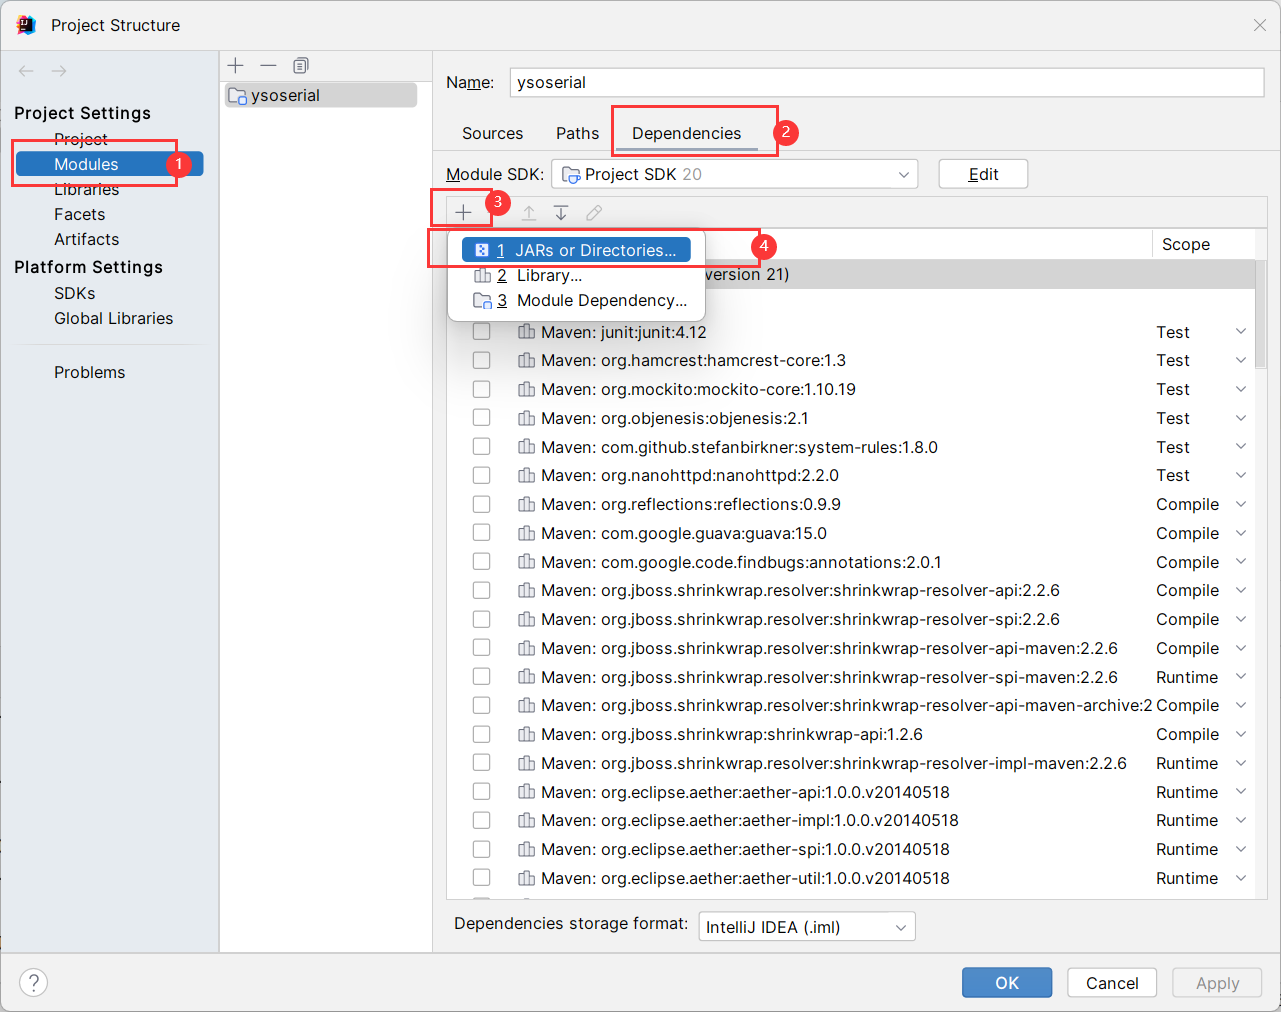 Project Structure
Project Settings
Project
Modules
1
Libraries
Facets
Artifacts
Platform Settings
SDKs
Global Libraries
Problems
ysoserial
Name:
ysoserial
Sources
Paths
Dependencies
2
Module SDK:
Project SDK 20
Edit
3
4
Scope
1 JARs or Directories...
version 21)
2 Library...
3 Module Dependency...
Maven: junit:junit:4.12 Test
Maven: org.hamcrest:hamcrest-core:1.3 Test
Maven: org.mockito:mockito-core:1.10.19 Test
Maven: org.objenesis:objenesis:2.1 Test
Maven: com.github.stefanbirkner:system-rules:1.8.0 Test
Maven: org.nanohttpd:nanohttpd:2.2.0 Test
Maven: org.reflections:reflections:0.9.9 Compile
Maven: com.google.guava:guava:15.0 Compile
Maven: com.google.code.findbugs:annotations:2.0.1 Compile
Maven: org.jboss.shrinkwrap.resolver:shrinkwrap-resolver-api:2.2.6 Compile
Maven: org.jboss.shrinkwrap.resolver:shrinkwrap-resolver-spi:2.2.6 Compile
Maven: org.jboss.shrinkwrap.resolver:shrinkwrap-resolver-api-maven:2.2.6 Compile
Maven: org.jboss.shrinkwrap.resolver:shrinkwrap-resolver-spi-maven:2.2.6 Runtime
Maven: org.jboss.shrinkwrap.resolver:shrinkwrap-resolver-api-maven-archive:2 Compile
Maven: org.jboss.shrinkwrap:shrinkwrap-api:1.2.6 Compile
Maven: org.jboss.shrinkwrap.resolver:shrinkwrap-resolver-impl-maven:2.2.6 Runtime
Maven: org.eclipse.aether:aether-api:1.0.0.v20140518 Runtime
Maven: org.eclipse.aether:aether-impl:1.0.0.v20140518 Runtime
Maven: org.eclipse.aether:aether-spi:1.0.0.v20140518 Runtime
Maven: org.eclipse.aether:aether-util:1.0.0.v20140518 Runtime
Dependencies storage format:
IntelliJ IDEA (.iml)
?
OK
Cancel
Apply